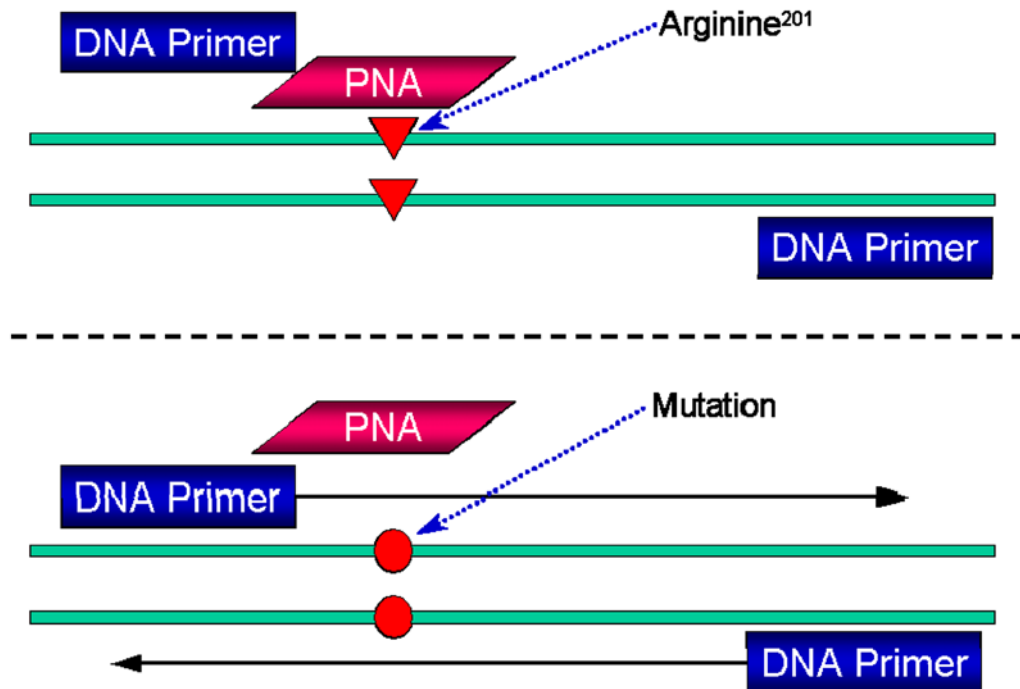 DNA Primer
Arginine²⁰¹
PNA
DNA Primer
Mutation
PNA
DNA Primer
DNA Primer